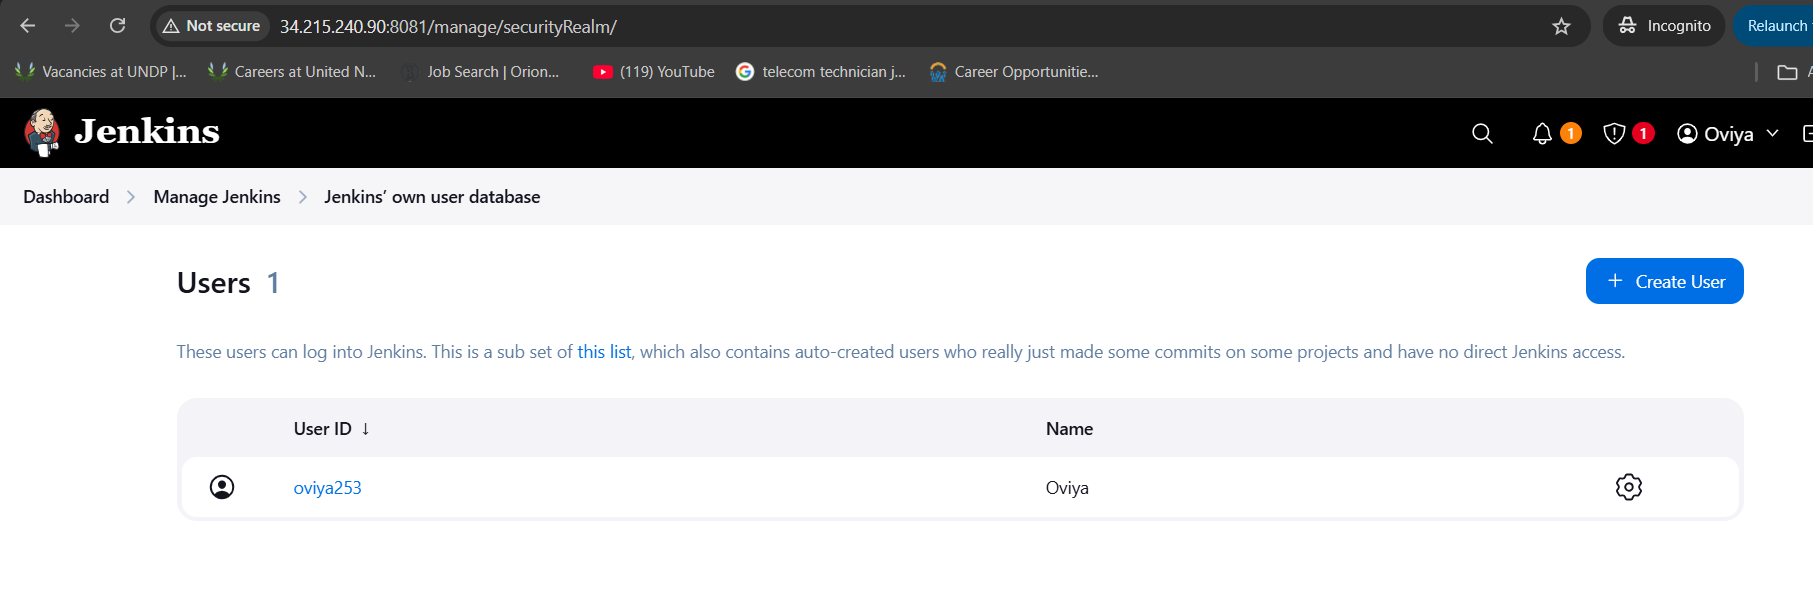 Not secure 34.215.240.90:8081/manage/securityRealm/ Incognito Relaunch
Vacancies at UNDP |... Careers at United N... Job Search | Orion... (119) YouTube telecom technician j... Career Opportunitie... A
Jenkins 1 1 Oviya
Dashboard Manage Jenkins Jenkins’ own user database
Users 1 + Create User
These users can log into Jenkins. This is a sub set of this list, which also contains auto-created users who really just made some commits on some projects and have no direct Jenkins access.
User ID ↓ Name
oviya253 Oviya